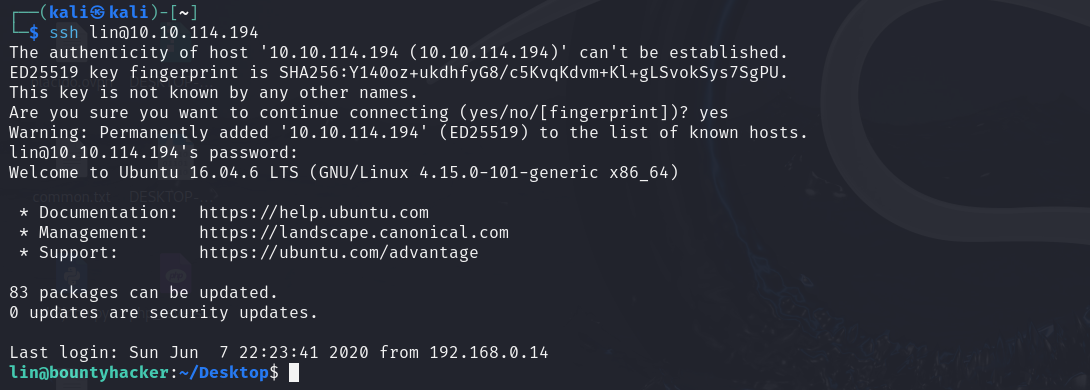 ┌──(kali㉿kali)-[~]
└─$ ssh lin@10.10.114.194
The authenticity of host '10.10.114.194 (10.10.114.194)' can't be established.
ED25519 key fingerprint is SHA256:Y140oz+ukdhfyG8/c5KvqKdvm+Kl+gLSvokSys7SgPU.
This key is not known by any other names.
Are you sure you want to continue connecting (yes/no/[fingerprint])? yes
Warning: Permanently added '10.10.114.194' (ED25519) to the list of known hosts.
lin@10.10.114.194's password:
Welcome to Ubuntu 16.04.6 LTS (GNU/Linux 4.15.0-101-generic x86_64)
common.txt DESKTOP-
 * Documentation:  https://help.ubuntu.com
 * Management:     https://landscape.canonical.com
 * Support:        https://ubuntu.com/advantage
83 packages can be updated.
0 updates are security updates.
Last login: Sun Jun  7 22:23:41 2020 from 192.168.0.14
lin@bountyhacker:~/Desktop$